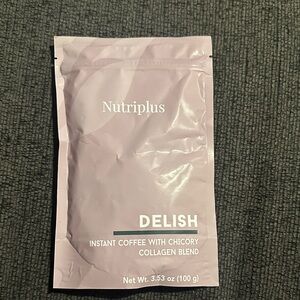 Nutriplus
DELISH
INSTANT COFFEE WITH CHICORY
COLLAGEN BLEND
Net Wt. 3.53 oz (100 g)